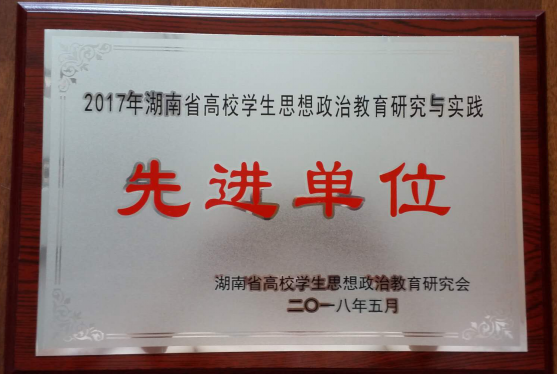 2017年湖南省高校学生思想政治教育研究与实践
先进单位
湖南省高校学生思想政治教育研究会
二〇一八年五月